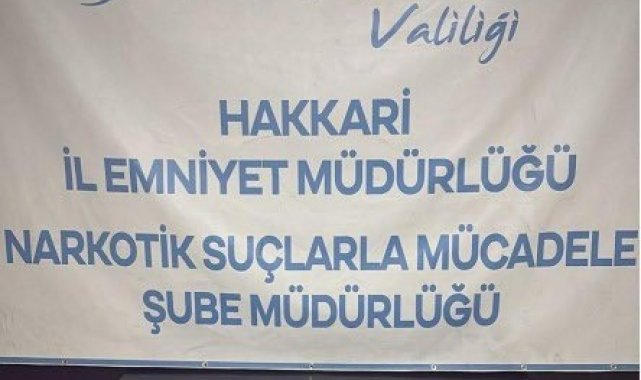 Valiliği
HAKKARİ
İL EMNİYET MÜDÜRLÜĞÜ
NARKOTİK SUÇLARLA MÜCADELE
ŞUBE MÜDÜRLÜĞÜ